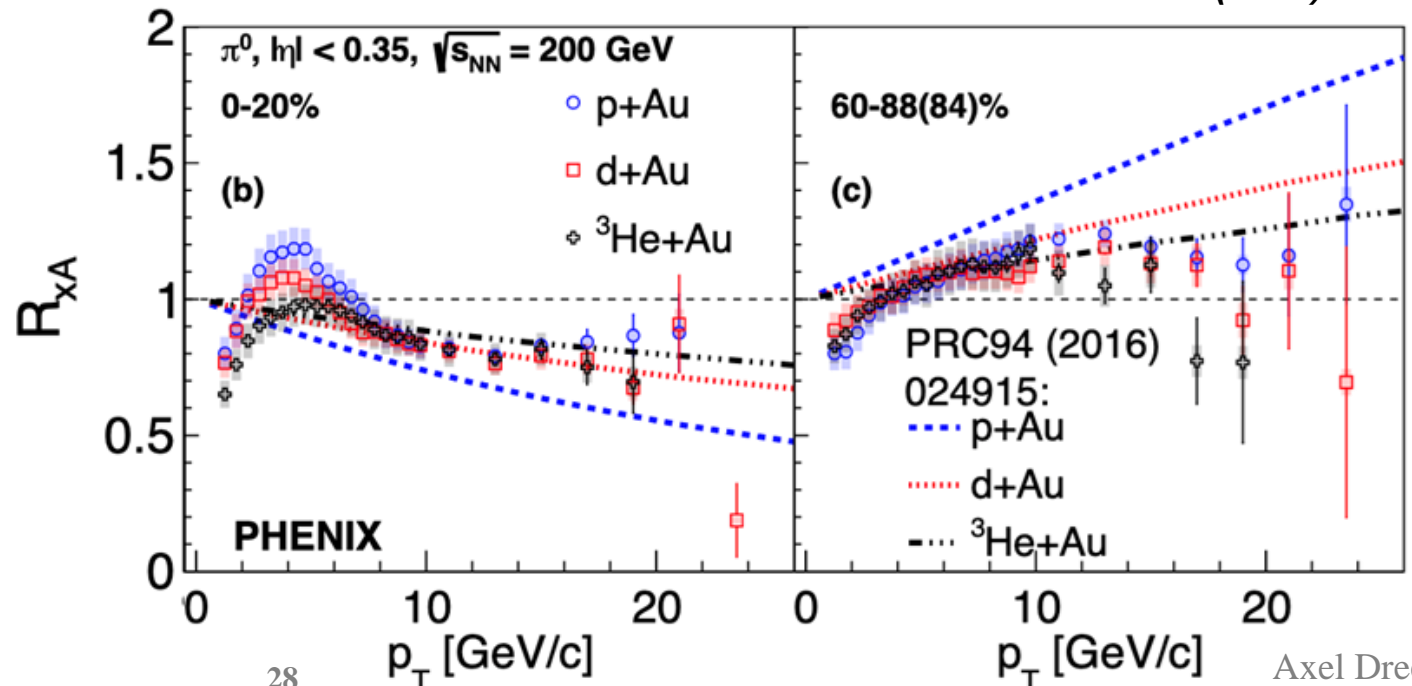 2
π⁰, |η| < 0.35, √s_NN = 200 GeV
0-20%
p+Au
60-88(84)%
1.5
(b)
d+Au
(c)
³He+Au
R_xA
1
PRC94 (2016)
024915:
0.5
p+Au
d+Au
PHENIX
³He+Au
0
0 10 20
0 10 20
p_T [GeV/c]
p_T [GeV/c]
28